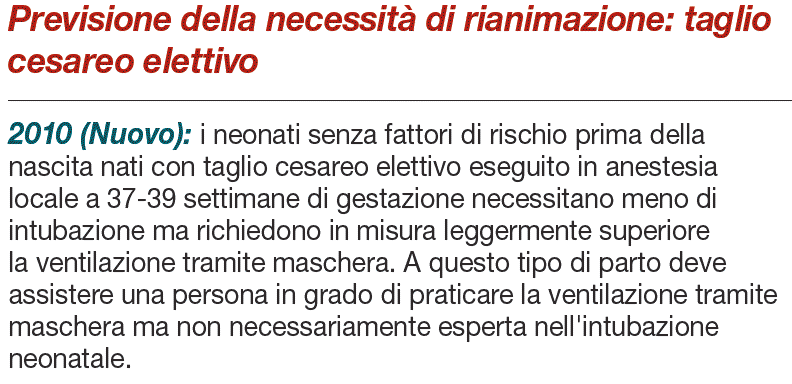 Previsione della necessità di rianimazione: taglio
cesareo elettivo
2010 (Nuovo): i neonati senza fattori di rischio prima della
nascita nati con taglio cesareo elettivo eseguito in anestesia
locale a 37-39 settimane di gestazione necessitano meno di
intubazione ma richiedono in misura leggermente superiore
la ventilazione tramite maschera. A questo tipo di parto deve
assistere una persona in grado di praticare la ventilazione tramite
maschera ma non necessariamente esperta nell'intubazione
neonatale.